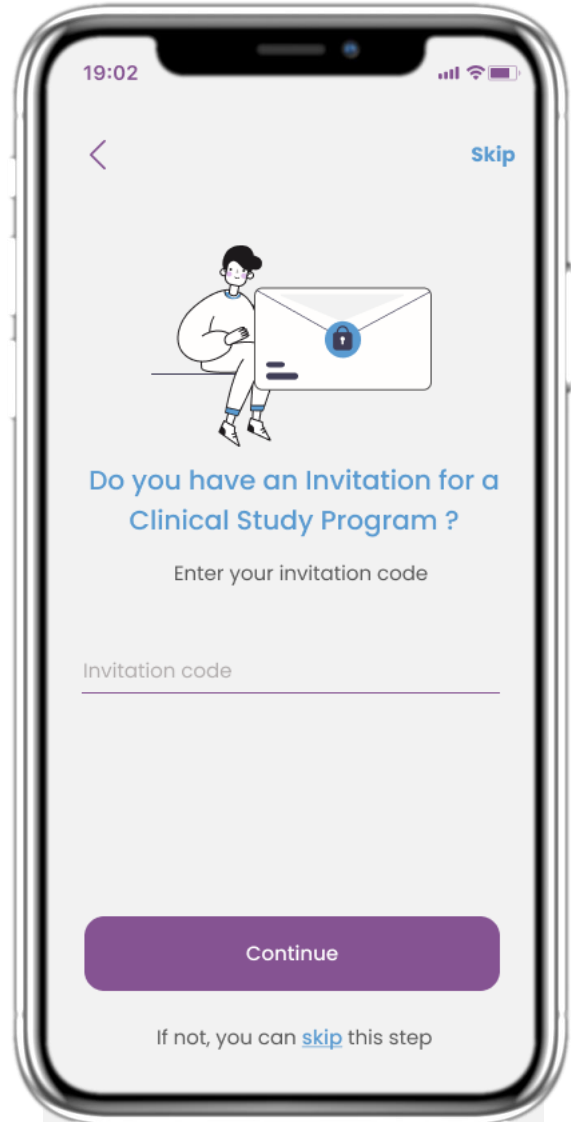 19:02
Skip
Do you have an Invitation for a
Clinical Study Program ?
Enter your invitation code
Invitation code
Continue
If not, you can skip this step